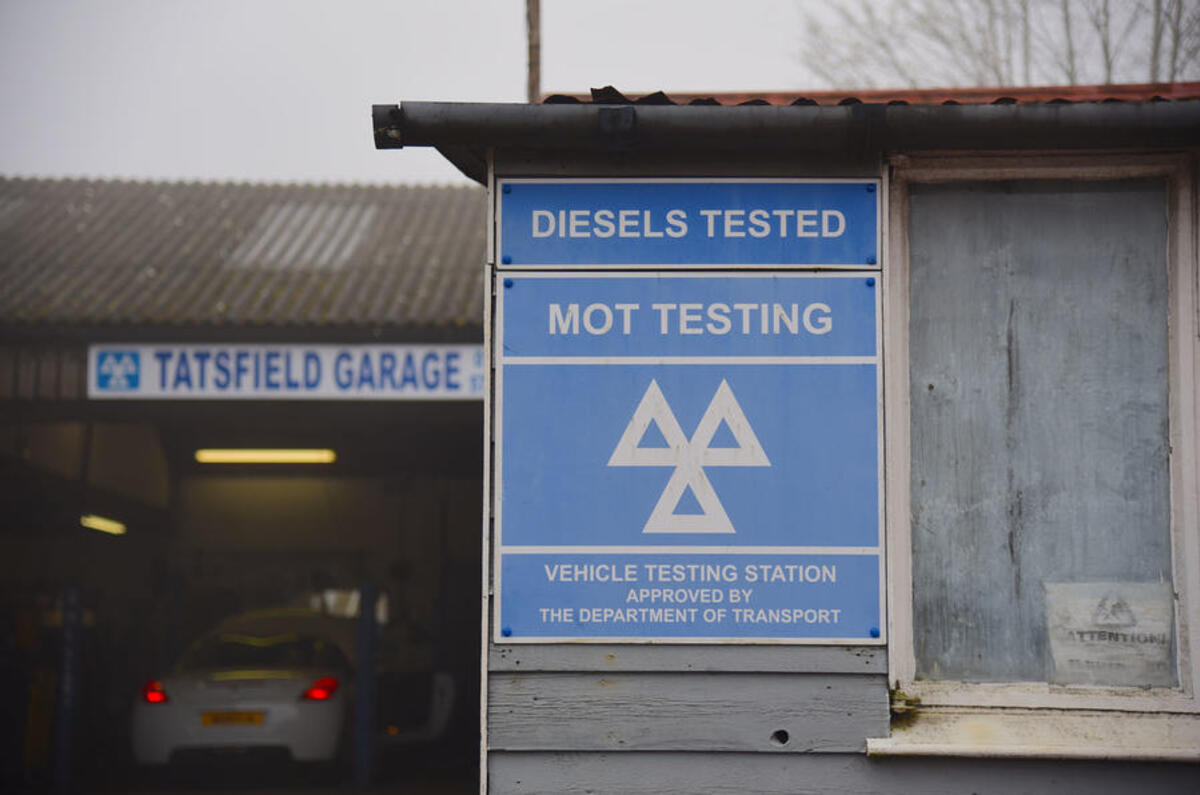 DIESELS TESTED
MOT TESTING
VEHICLE TESTING STATION
APPROVED BY
THE DEPARTMENT OF TRANSPORT
TATSFIELD GARAGE
ATTENTION